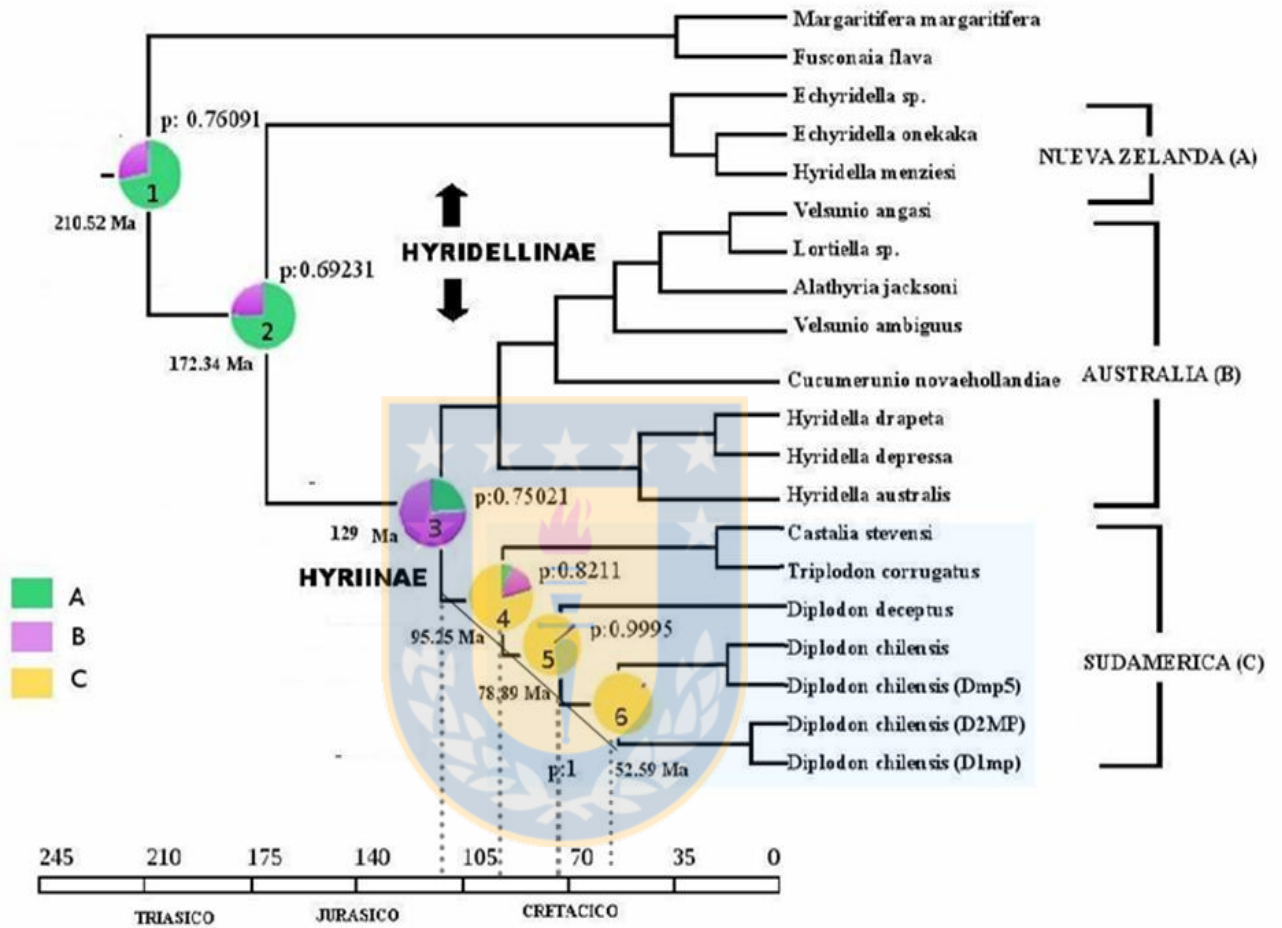 Margaritifera margaritifera
Fusconaia flava
Echyridella sp.
p: 0.76091
Echyridella onekaka
NUEVA ZELANDA (A)
Hyridella menziesi
1
210.52 Ma
Velsunio angasi
HYRIDELLINAE
Lortiella sp.
p:0.69231
Alathyria jacksoni
2
Velsunio ambiguus
172.34 Ma
Cucumerunio novaehollandiae
AUSTRALIA (B)
Hyridella drapeta
Hyridella depressa
p:0.75021
Hyridella australis
3
129 Ma
Castalia stevensi
HYRIINAE
p:0.8211
Triplodon corrugatus
A
4
Diplodon deceptus
95.25 Ma
p:0.9995
B
5
Diplodon chilensis
SUDAMERICA (C)
C
78.89 Ma
Diplodon chilensis (Dmp5)
6
Diplodon chilensis (D2MP)
p:1
52.59 Ma
Diplodon chilensis (D1mp)
245 210 175 140 105 70 35 0
TRIASICO JURASICO CRETACICO